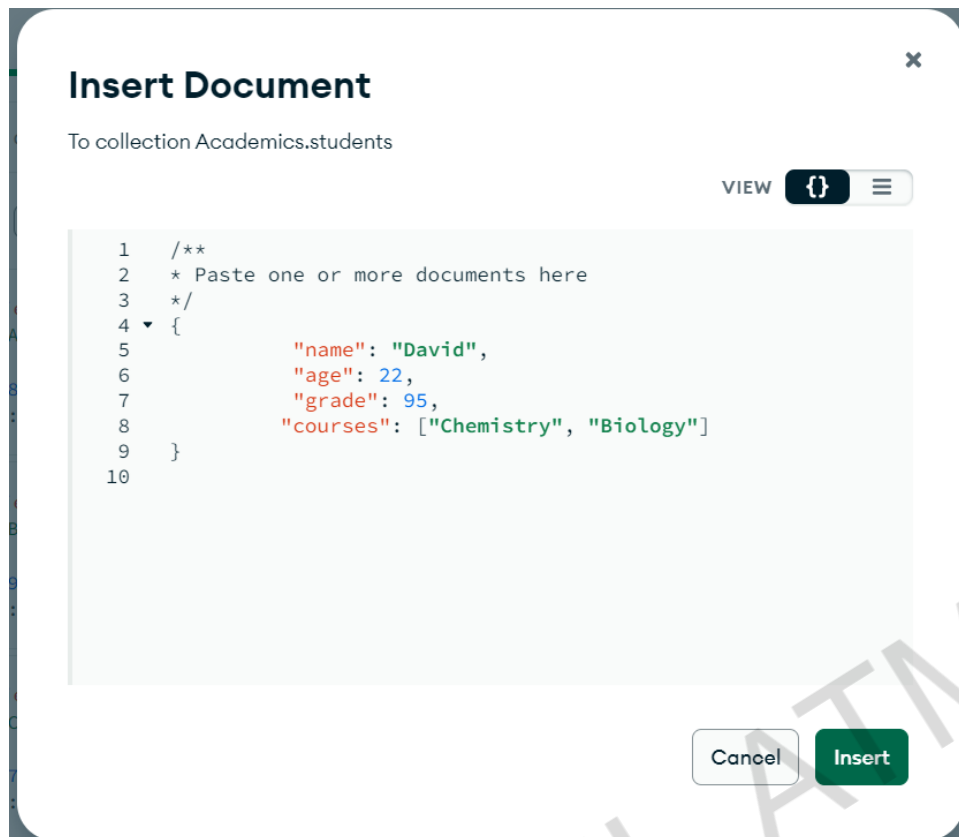 Insert Document
To collection Academics.students
VIEW {}
1 /**
2 * Paste one or more documents here
3 */
4 {
5 "name": "David",
6 "age": 22,
7 "grade": 95,
8 "courses": ["Chemistry", "Biology"]
9 }
10
Cancel Insert